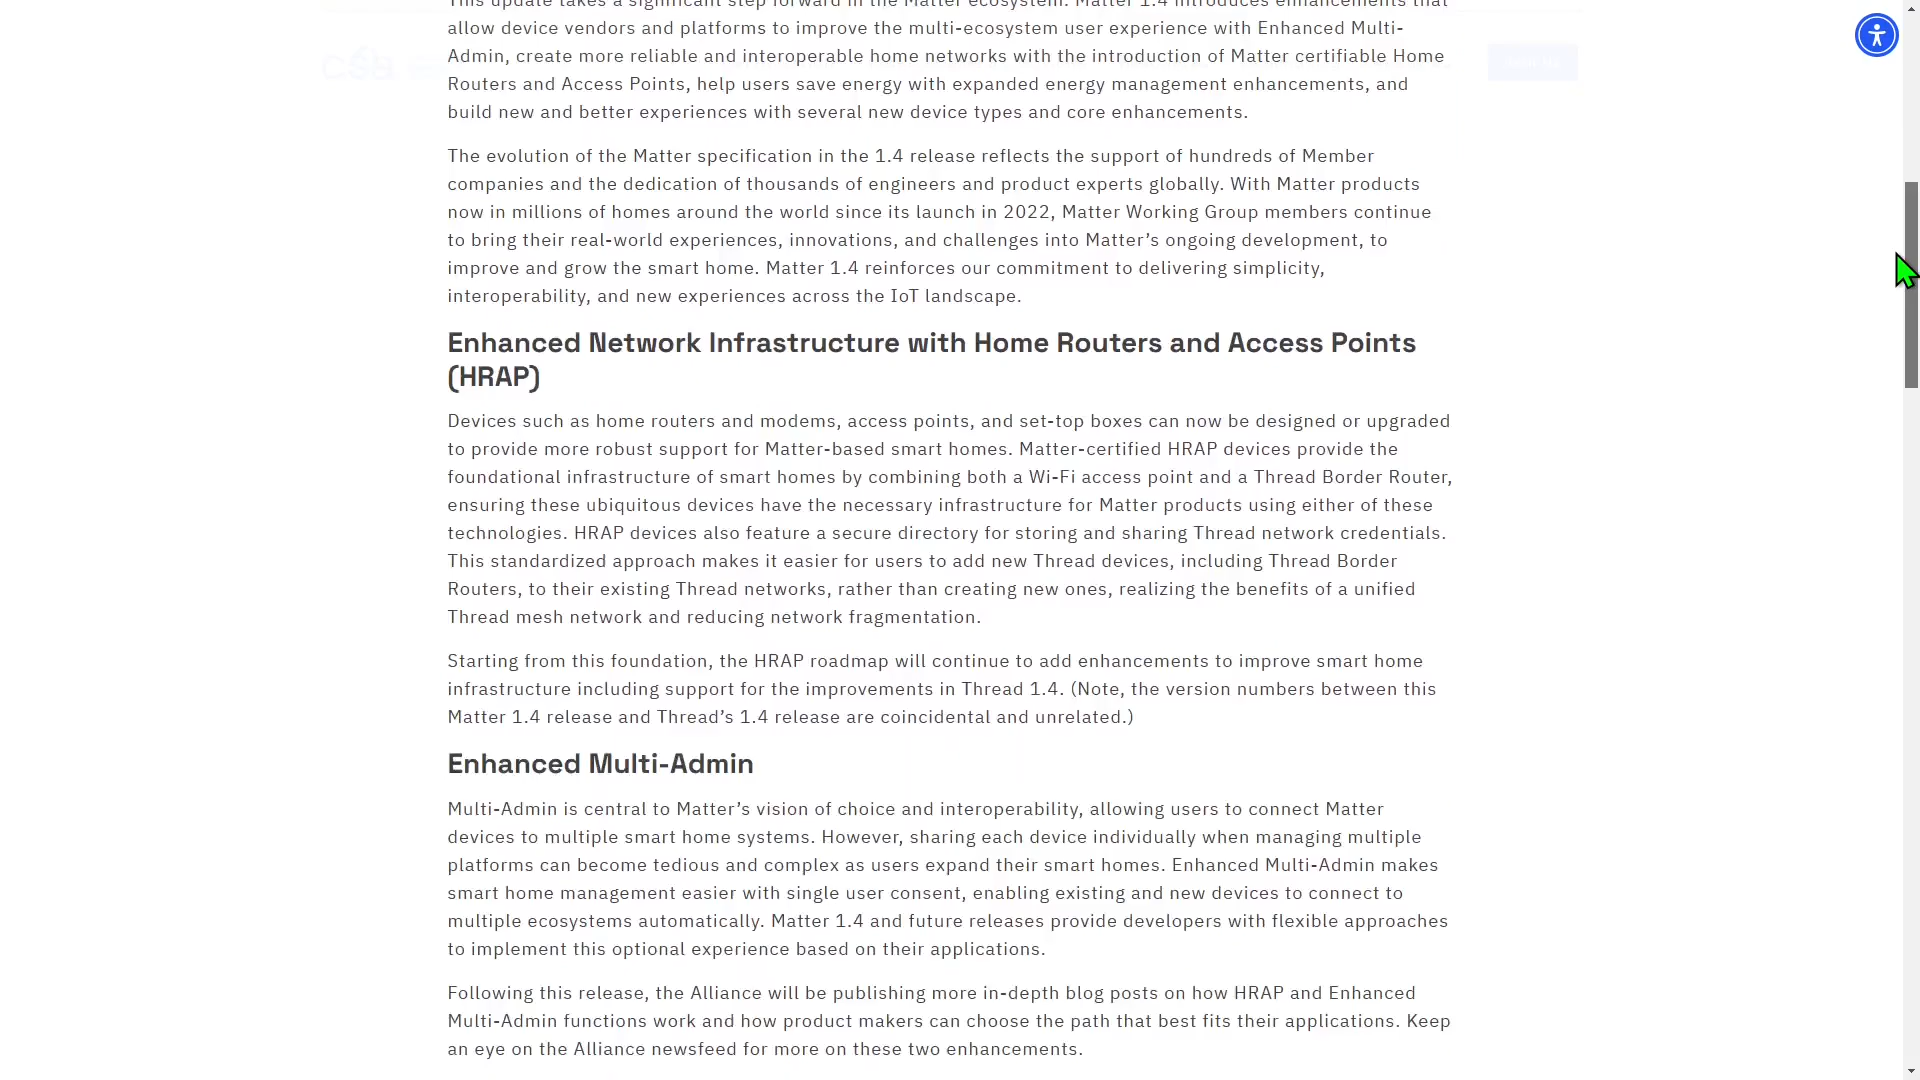 This update takes a significant step forward in the Matter ecosystem. Matter 1.4 introduces enhancements that
allow device vendors and platforms to improve the multi-ecosystem user experience with Enhanced Multi-
Admin, create more reliable and interoperable home networks with the introduction of Matter certifiable Home
Routers and Access Points, help users save energy with expanded energy management enhancements, and
build new and better experiences with several new device types and core enhancements.
The evolution of the Matter specification in the 1.4 release reflects the support of hundreds of Member
companies and the dedication of thousands of engineers and product experts globally. With Matter products
now in millions of homes around the world since its launch in 2022, Matter Working Group members continue
to bring their real-world experiences, innovations, and challenges into Matter’s ongoing development, to
improve and grow the smart home. Matter 1.4 reinforces our commitment to delivering simplicity,
interoperability, and new experiences across the IoT landscape.
Enhanced Network Infrastructure with Home Routers and Access Points
(HRAP)
Devices such as home routers and modems, access points, and set-top boxes can now be designed or upgraded
to provide more robust support for Matter-based smart homes. Matter-certified HRAP devices provide the
foundational infrastructure of smart homes by combining both a Wi-Fi access point and a Thread Border Router,
ensuring these ubiquitous devices have the necessary infrastructure for Matter products using either of these
technologies. HRAP devices also feature a secure directory for storing and sharing Thread network credentials.
This standardized approach makes it easier for users to add new Thread devices, including Thread Border
Routers, to their existing Thread networks, rather than creating new ones, realizing the benefits of a unified
Thread mesh network and reducing network fragmentation.
Starting from this foundation, the HRAP roadmap will continue to add enhancements to improve smart home
infrastructure including support for the improvements in Thread 1.4. (Note, the version numbers between this
Matter 1.4 release and Thread’s 1.4 release are coincidental and unrelated.)
Enhanced Multi-Admin
Multi-Admin is central to Matter’s vision of choice and interoperability, allowing users to connect Matter
devices to multiple smart home systems. However, sharing each device individually when managing multiple
platforms can become tedious and complex as users expand their smart homes. Enhanced Multi-Admin makes
smart home management easier with single user consent, enabling existing and new devices to connect to
multiple ecosystems automatically. Matter 1.4 and future releases provide developers with flexible approaches
to implement this optional experience based on their applications.
Following this release, the Alliance will be publishing more in-depth blog posts on how HRAP and Enhanced
Multi-Admin functions work and how product makers can choose the path that best fits their applications. Keep
an eye on the Alliance newsfeed for more on these two enhancements.